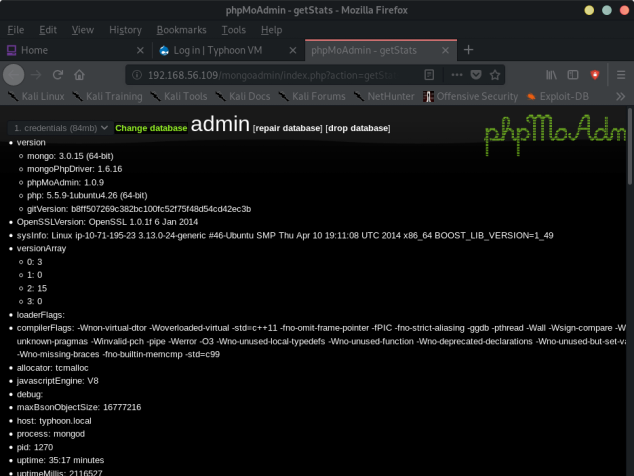 phpMoAdmin - getStats - Mozilla Firefox
File Edit View History Bookmarks Tools Help
Home
Log in | Typhoon VM
phpMoAdmin - getStats
192.168.56.109/mongoadmin/index.php?action=getStats
Kali Linux Kali Training Kali Tools Kali Docs Kali Forums NetHunter Offensive Security Exploit-DB
1. credentials (84mb) Change database admin [repair database] [drop database]
phpMoAdm
version
mongo: 3.0.15 (64-bit)
mongoPhpDriver: 1.6.16
phpMoAdmin: 1.0.9
php: 5.5.9-1ubuntu4.26 (64-bit)
gitVersion: b8ff507269c382bc100fc52f75f48d54cd42ec3b
OpenSSLVersion: OpenSSL 1.0.1f 6 Jan 2014
sysInfo: Linux ip-10-71-195-23 3.13.0-24-generic #46-Ubuntu SMP Thu Apr 10 19:11:08 UTC 2014 x86_64 BOOST_LIB_VERSION=1_49
versionArray
0: 3
1: 0
2: 15
3: 0
loaderFlags:
compilerFlags: -Wnon-virtual-dtor -Woverloaded-virtual -std=c++11 -fno-omit-frame-pointer -fPIC -fno-strict-aliasing -ggdb -pthread -Wall -Wsign-compare -W
unknown-pragmas -Winvalid-pch -pipe -Werror -O3 -Wno-unused-local-typedefs -Wno-unused-function -Wno-deprecated-declarations -Wno-unused-but-set-va
-Wno-missing-braces -fno-builtin-memcmp -std=c99
allocator: tcmalloc
javascriptEngine: V8
debug:
maxBsonObjectSize: 16777216
host: typhoon.local
process: mongod
pid: 1270
uptime: 35:17 minutes
uptimeMillis: 2116527